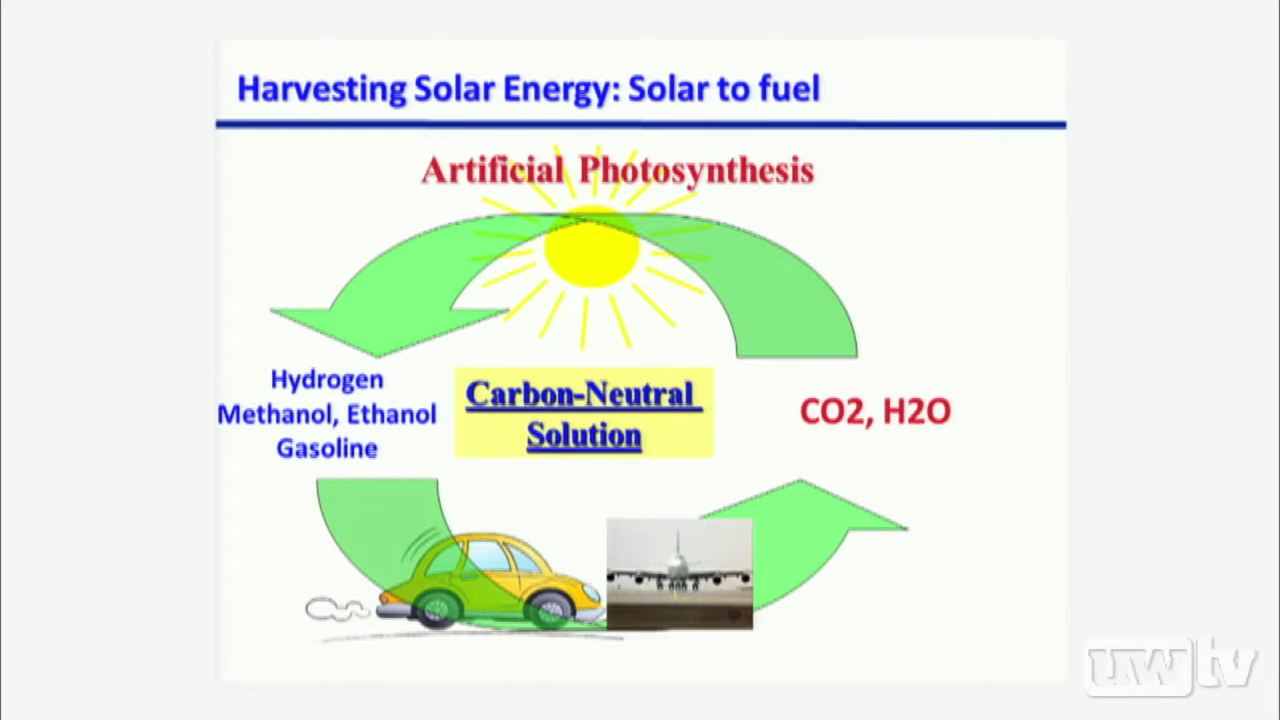 Harvesting Solar Energy: Solar to fuel
Artificial Photosynthesis
Hydrogen
Methanol, Ethanol
Gasoline
Carbon-Neutral
Solution
CO2, H2O
uwtv